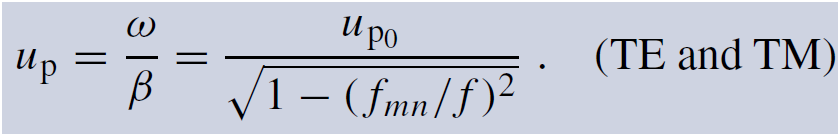 u_p = ω/β = u_p0 / √(1 − (f_mn/f)²) . (TE and TM)